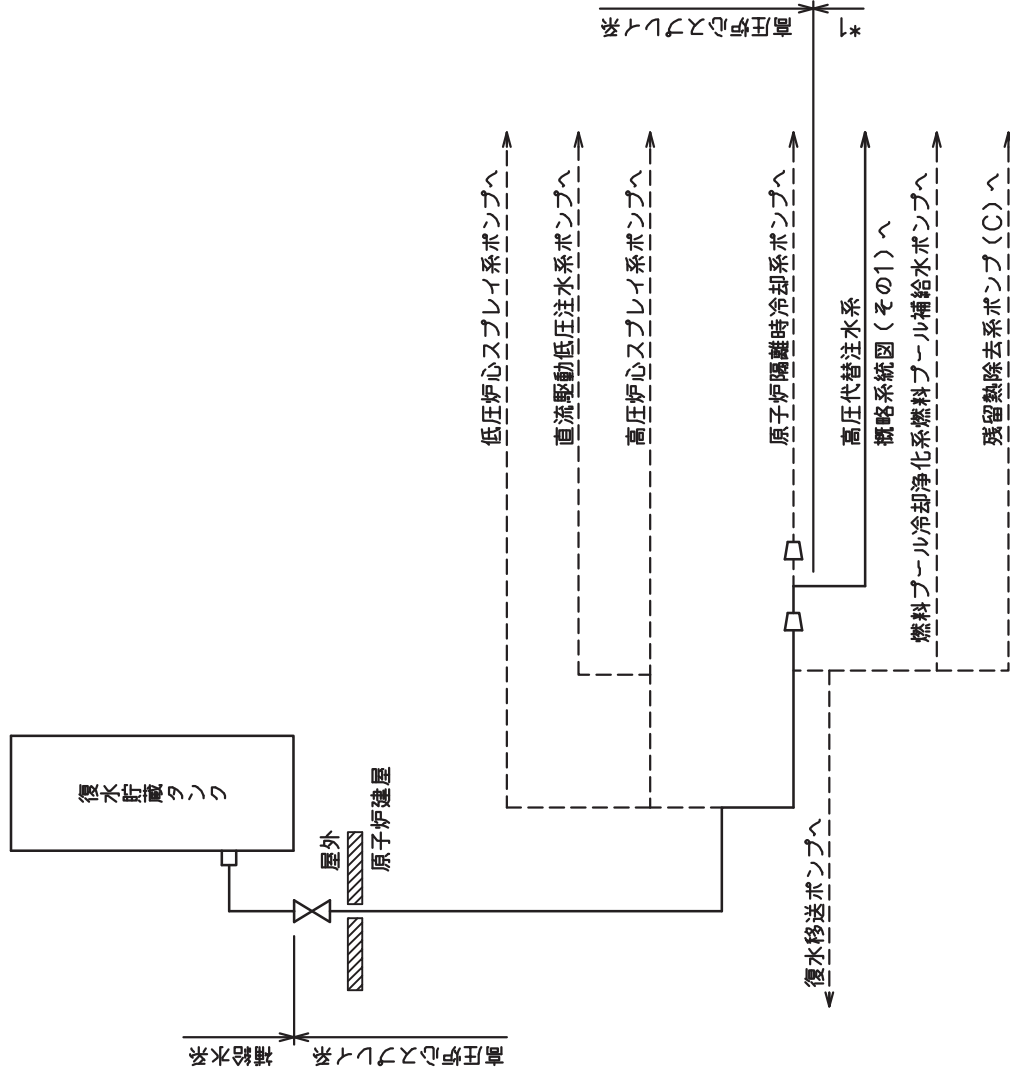 高圧炉心スプレイ系
*1
低圧炉心スプレイ系ポンプへ
直流駆動低圧注水系ポンプへ
高圧炉心スプレイ系ポンプへ
原子炉隔離時冷却系ポンプへ
高圧代替注水系
概略系統図(その1)へ
燃料プール冷却浄化系燃料プール補給水ポンプへ
残留熱除去系ポンプ(C)へ
復水貯蔵タンク
屋外
原子炉建屋
復水移送ポンプへ
補給水系
高圧炉心スプレイ系